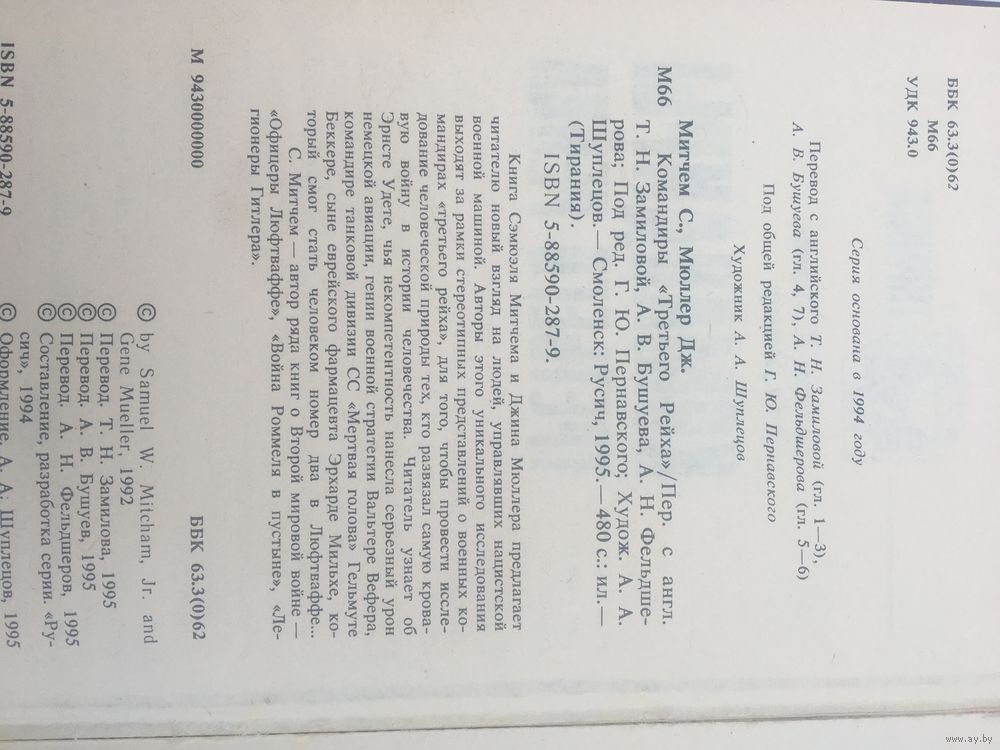 ББК 63.3(0)62
М66
УДК 943.0
Серия основана в 1994 году
Перевод с английского Т. Н. Замиловой (гл. 1—3),
А. В. Бушуева (гл. 4, 7), А. Н. Фельдшерова (гл. 5—6)
Под общей редакцией Г. Ю. Пернавского
Художник А. А. Шуплецов
Митчем С., Мюллер Дж.
М66 Командиры «Третьего Рейха»/Пер. с англ.
Т. Н. Замиловой, А. В. Бушуева, А. Н. Фельдше-
рова; Под ред. Г. Ю. Пернавского; Худож. А. А.
Шуплецов.— Смоленск: Русич, 1995.— 480 с.: ил.—
(Тирания).
ISBN 5-88590-287-9.
Книга Сэмюэля Митчема и Джина Мюллера предлагает
читателю новый взгляд на людей, управлявших нацистской
военной машиной. Авторы этого уникального исследования
выходят за рамки стереотипных представлений о военных ко-
мандирах «третьего рейха», для того, чтобы провести иссле-
дование человеческой природы тех, кто развязал самую крова-
вую войну в истории человечества. Читатель узнает об
Эрнсте Удете, чья некомпетентность нанесла серьезный урон
немецкой авиации, гении военной стратегии Вальтере Вефера,
командире танковой дивизии СС «Мертвая голова» Гельмуте
Беккере, сыне еврейского фармацевта Эрхарде Мильхе, ко-
торый смог стать человеком номер два в Люфтваффе...
С. Митчем — автор ряда книг о Второй мировой войне —
«Офицеры Люфтваффе», «Война Роммеля в пустыне», «Ле-
гионеры Гитлера».
М 9430000000
ББК 63.3(0)62
© by Samuel W. Mitcham, Jr. and
Gene Mueller, 1992
© Перевод. Т. Н. Замилова, 1995
© Перевод. А. В. Бушуев, 1995
© Перевод. А. Н. Фельдшеров, 1995
© Составление, разработка серии. «Ру-
сич», 1994
ISBN 5-88590-287-9
© Оформление. А. А. Шуплецов, 1995
www.ay.by